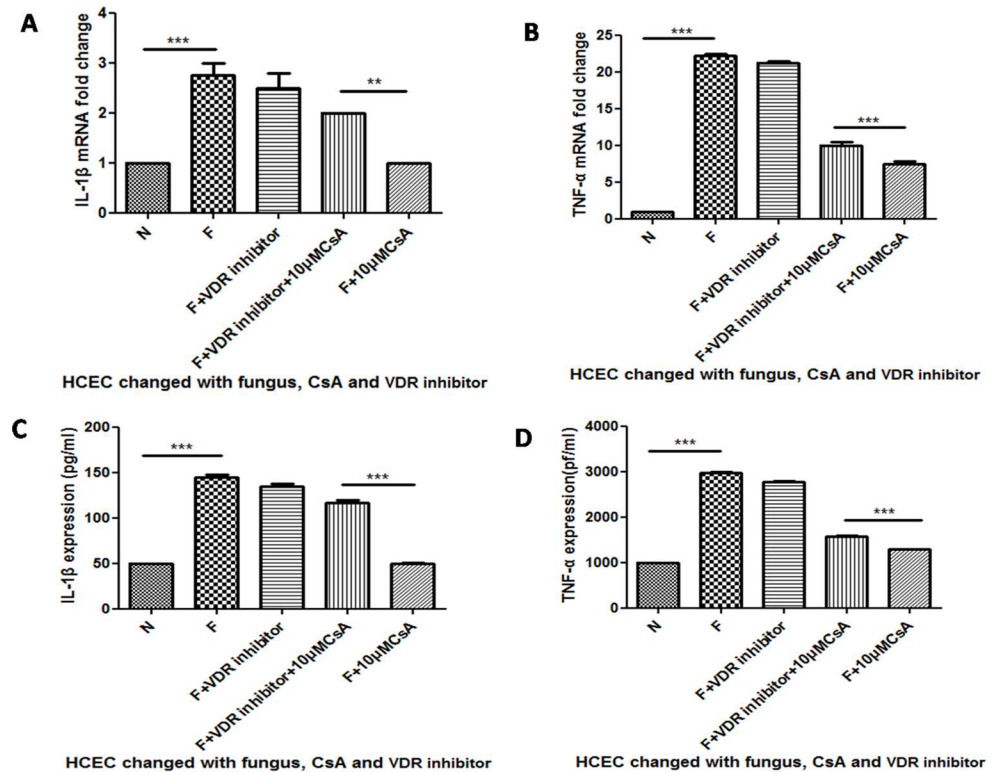 A
IL-1β mRNA fold change
4
3
2
1
0
***
**
N
F
F+VDR inhibitor
F+VDR inhibitor+10μMCsA
F+10μMCsA
HCEC changed with fungus, CsA and VDR inhibitor
B
TNF-α mRNA fold change
25
20
15
10
5
0
***
***
N
F
F+VDR inhibitor
F+VDR inhibitor+10μMCsA
F+10μMCsA
HCEC changed with fungus, CsA and VDR inhibitor
C
IL-1β expression (pg/ml)
200
150
100
50
0
***
***
N
F
F+VDR inhibitor
F+VDR inhibitor+10μMCsA
F+10μMCsA
HCEC changed with fungus, CsA and VDR inhibitor
D
TNF-α expression(pf/ml)
4000
3000
2000
1000
0
***
***
N
F
F+VDR inhibitor
F+VDR inhibitor+10μMCsA
F+10μMCsA
HCEC changed with fungus, CsA and VDR inhibitor